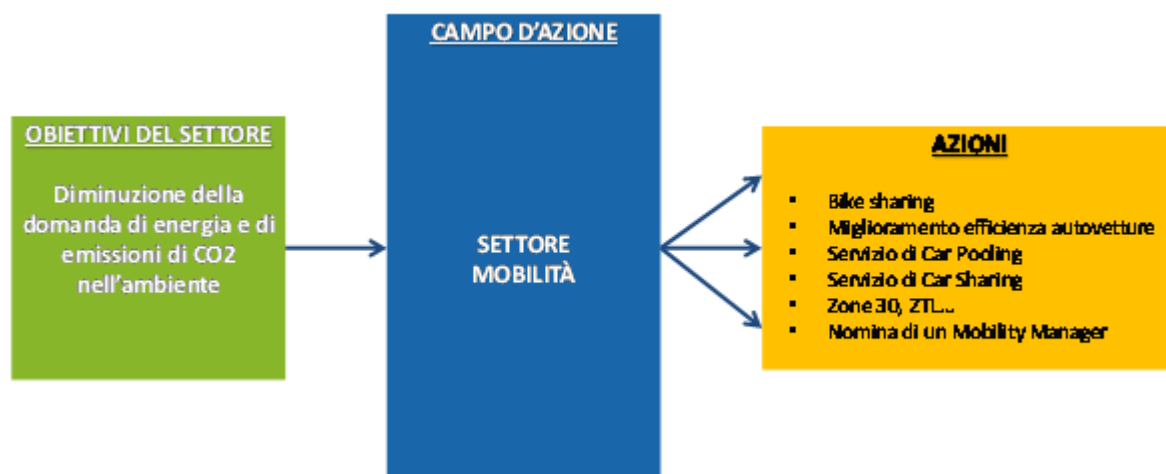 OBIETTIVI DEL SETTORE
Diminuzione della
domanda di energia e di
emissioni di CO2
nell'ambiente
CAMPO D'AZIONE
SETTORE
MOBILITÀ
AZIONI
▪ Bike sharing
▪ Miglioramento efficienza autovetture
▪ Servizio di Car Pooling
▪ Servizio di Car Sharing
▪ Zone 30, ZTL...
▪ Nomina di un Mobility Manager